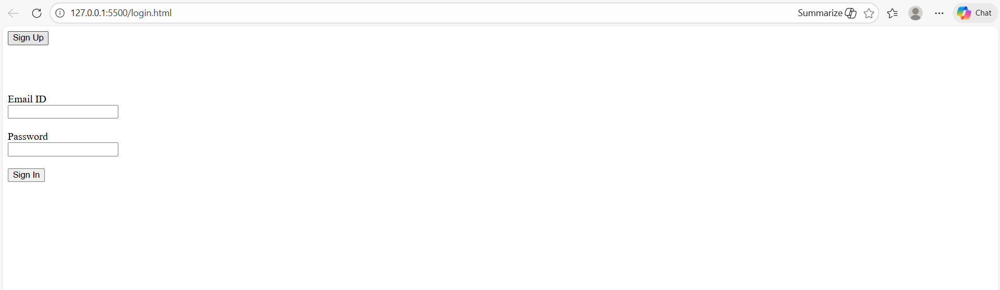 127.0.0.1:5500/login.html Summarize Chat
Sign Up
Email ID
Password
Sign In